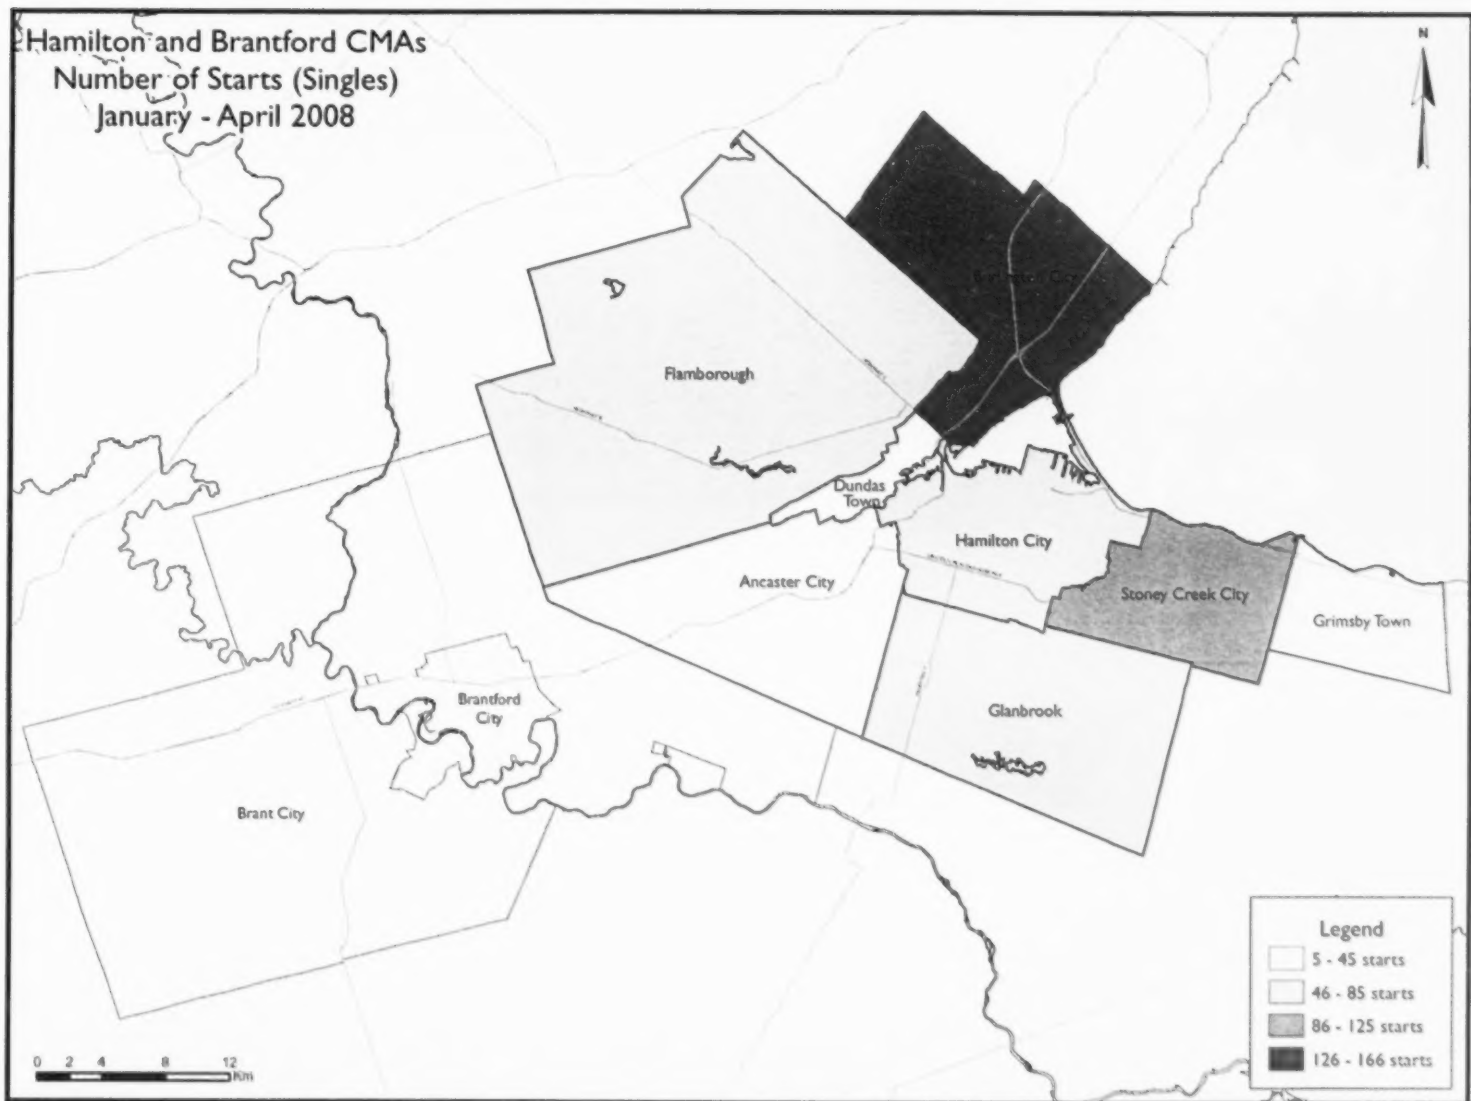 Hamilton and Brantford CMAs
Number of Starts (Singles)
January - April 2008
N
Burlington City
Flamborough
Dundas
Town
Hamilton City
Ancaster City
Stoney Creek City
Grimsby Town
Brantford
City
Glanbrook
Brant City
Legend
5 - 45 starts
46 - 85 starts
86 - 125 starts
126 - 166 starts
0 2 4 8 12
Km